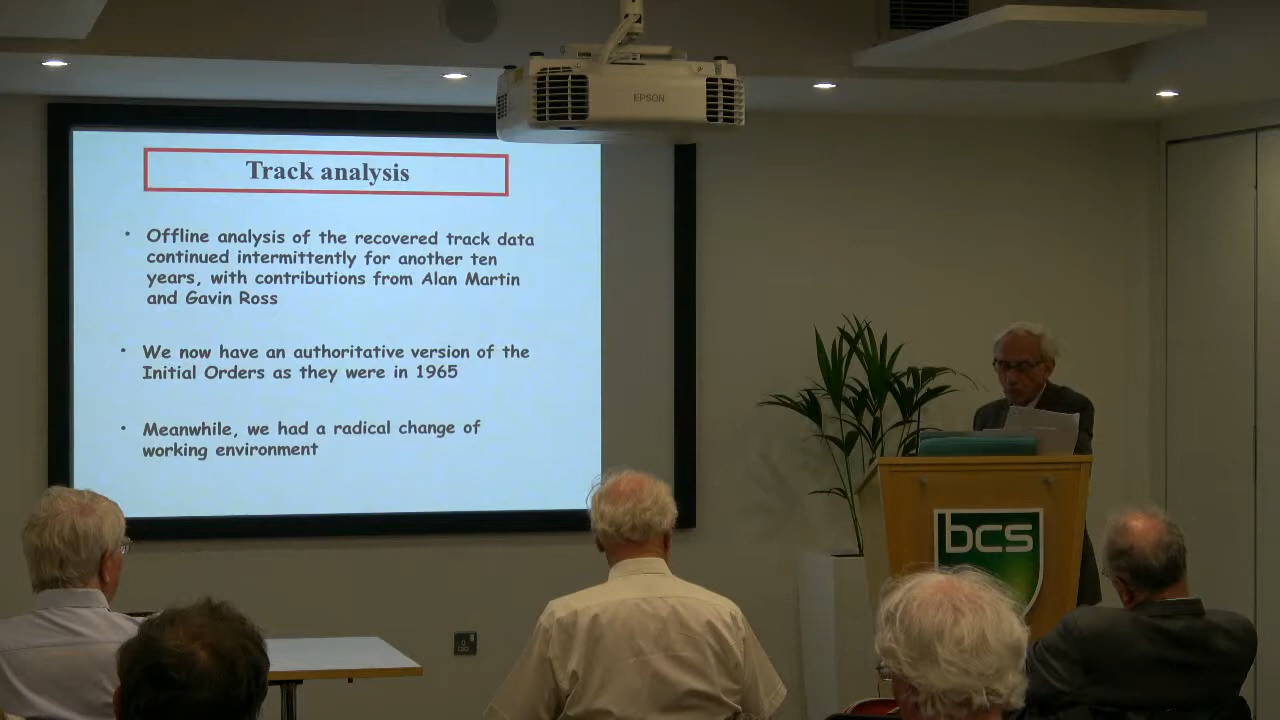 EPSON
Track analysis
• Offline analysis of the recovered track data
continued intermittently for another ten
years, with contributions from Alan Martin
and Gavin Ross
• We now have an authoritative version of the
Initial Orders as they were in 1965
• Meanwhile, we had a radical change of
working environment
bcs